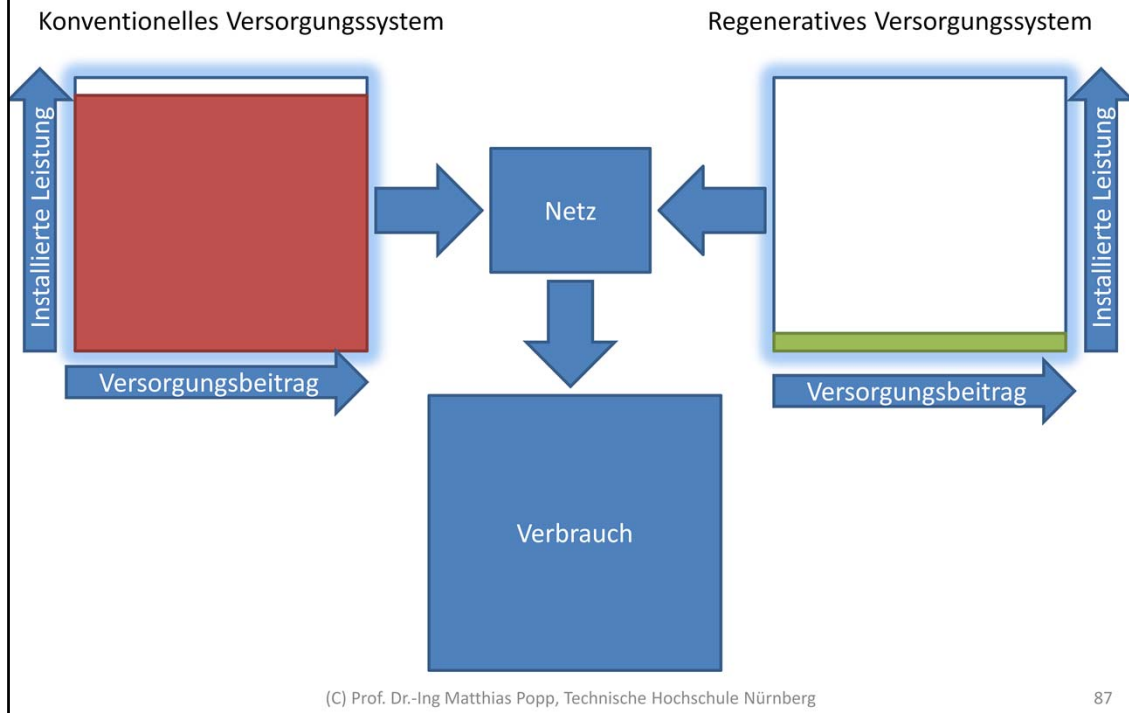 Konventionelles Versorgungssystem
Regeneratives Versorgungssystem
Installierte Leistung
Netz
Installierte Leistung
Versorgungsbeitrag
Versorgungsbeitrag
Verbrauch
(C) Prof. Dr.-Ing Matthias Popp, Technische Hochschule Nürnberg
87